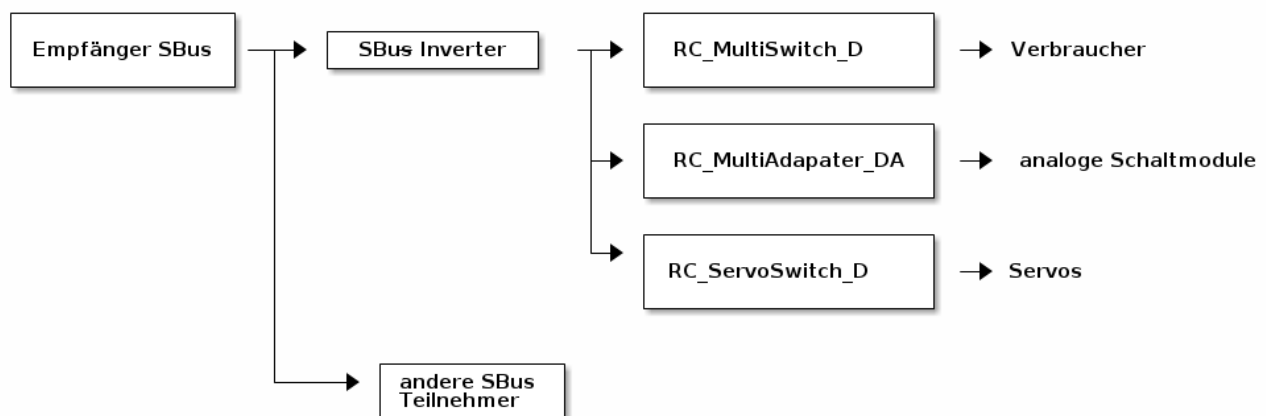 Empfänger SBus
SBus Inverter
RC_MultiSwitch_D
Verbraucher
RC_MultiAdapater_DA
analoge Schaltmodule
RC_ServoSwitch_D
Servos
andere SBus
Teilnehmer